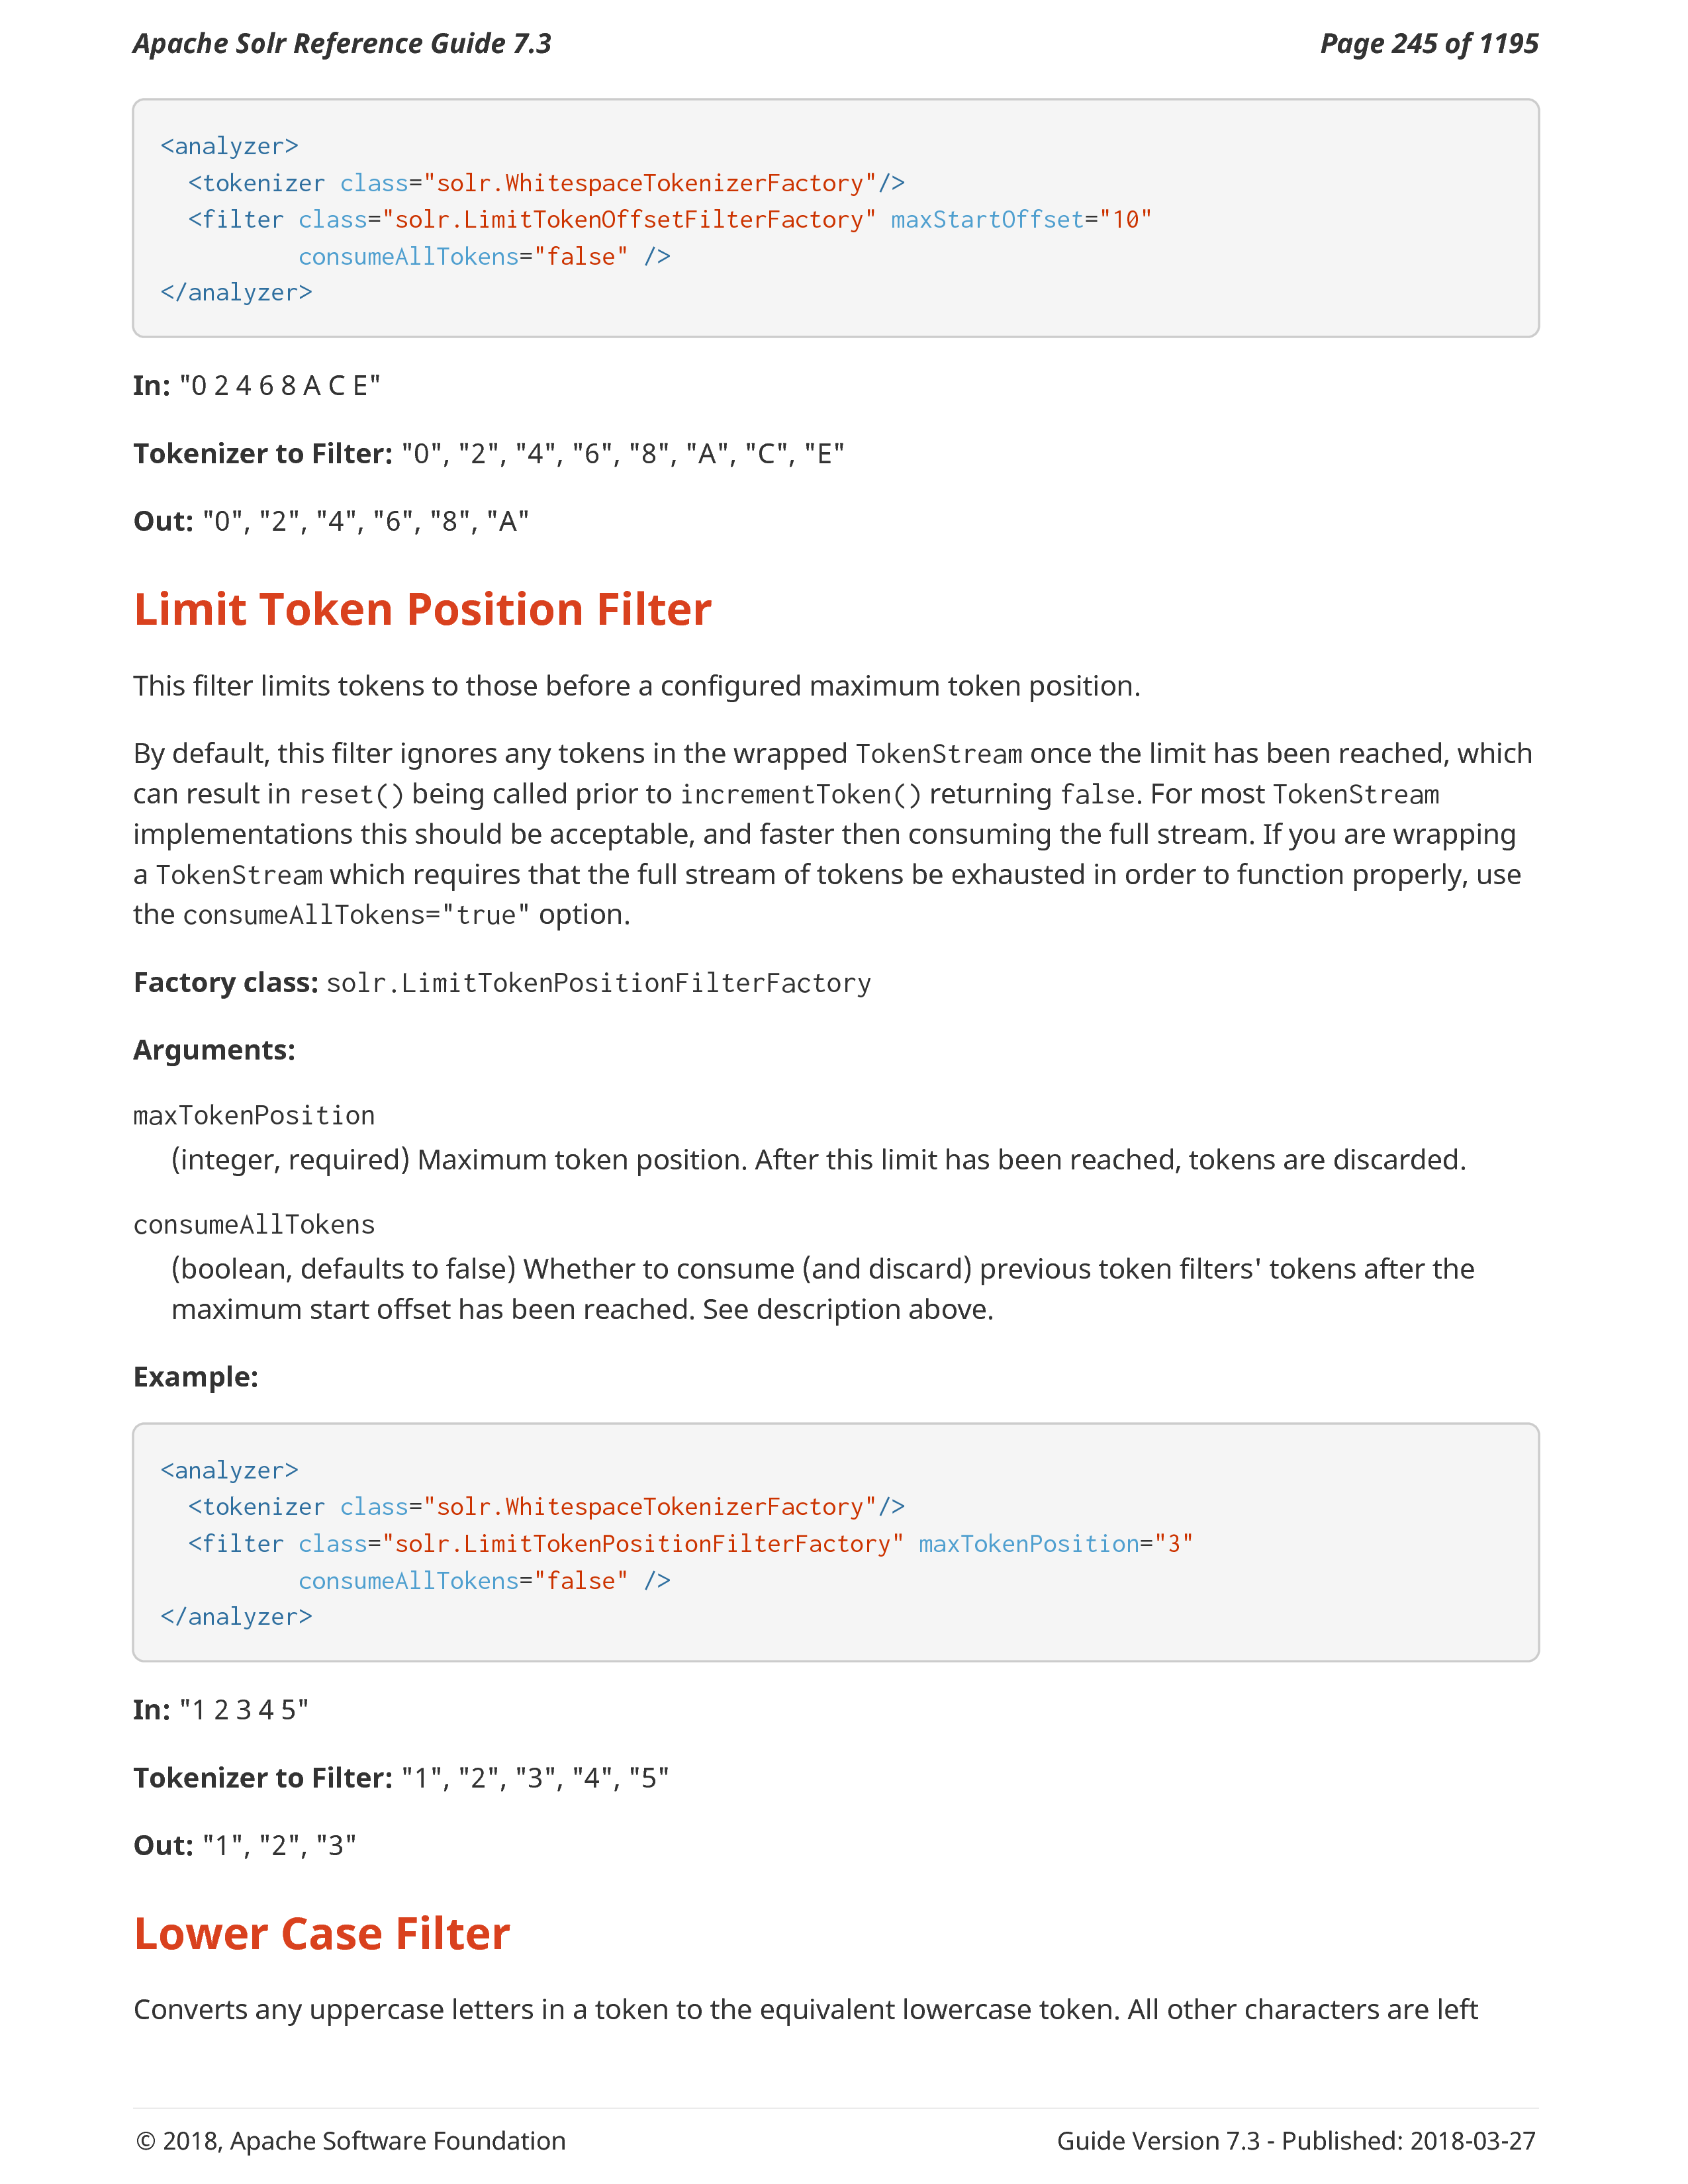 Apache Solr Reference Guide 7.3 Page 245 of 1195
<analyzer>
  <tokenizer class="solr.WhitespaceTokenizerFactory"/>
  <filter class="solr.LimitTokenOffsetFilterFactory" maxStartOffset="10"
          consumeAllTokens="false" />
</analyzer>
In: "0 2 4 6 8 A C E"
Tokenizer to Filter: "0", "2", "4", "6", "8", "A", "C", "E"
Out: "0", "2", "4", "6", "8", "A"
Limit Token Position Filter
This filter limits tokens to those before a configured maximum token position.
By default, this filter ignores any tokens in the wrapped TokenStream once the limit has been reached, which
can result in reset() being called prior to incrementToken() returning false. For most TokenStream
implementations this should be acceptable, and faster then consuming the full stream. If you are wrapping
a TokenStream which requires that the full stream of tokens be exhausted in order to function properly, use
the consumeAllTokens="true" option.
Factory class: solr.LimitTokenPositionFilterFactory
Arguments:
maxTokenPosition
(integer, required) Maximum token position. After this limit has been reached, tokens are discarded.
consumeAllTokens
(boolean, defaults to false) Whether to consume (and discard) previous token filters' tokens after the
maximum start offset has been reached. See description above.
Example:
<analyzer>
  <tokenizer class="solr.WhitespaceTokenizerFactory"/>
  <filter class="solr.LimitTokenPositionFilterFactory" maxTokenPosition="3"
          consumeAllTokens="false" />
</analyzer>
In: "1 2 3 4 5"
Tokenizer to Filter: "1", "2", "3", "4", "5"
Out: "1", "2", "3"
Lower Case Filter
Converts any uppercase letters in a token to the equivalent lowercase token. All other characters are left
© 2018, Apache Software Foundation Guide Version 7.3 - Published: 2018-03-27